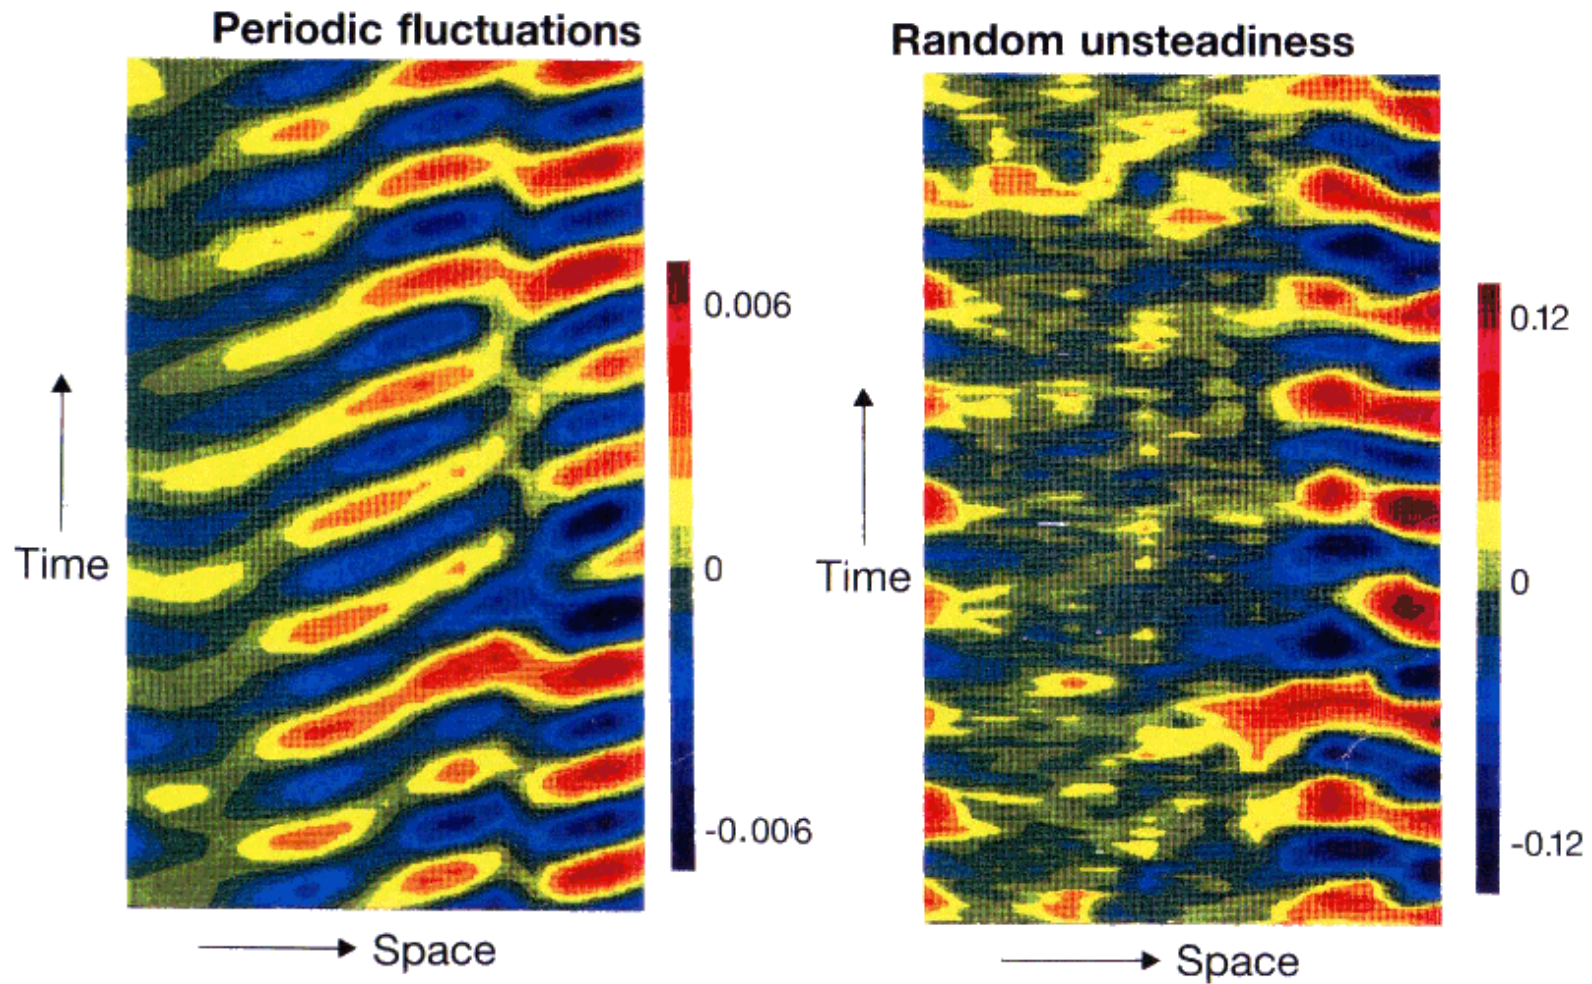 Periodic fluctuations
Random unsteadiness
0.006
0
-0.006
Time
Space
0.12
0
-0.12
Time
Space